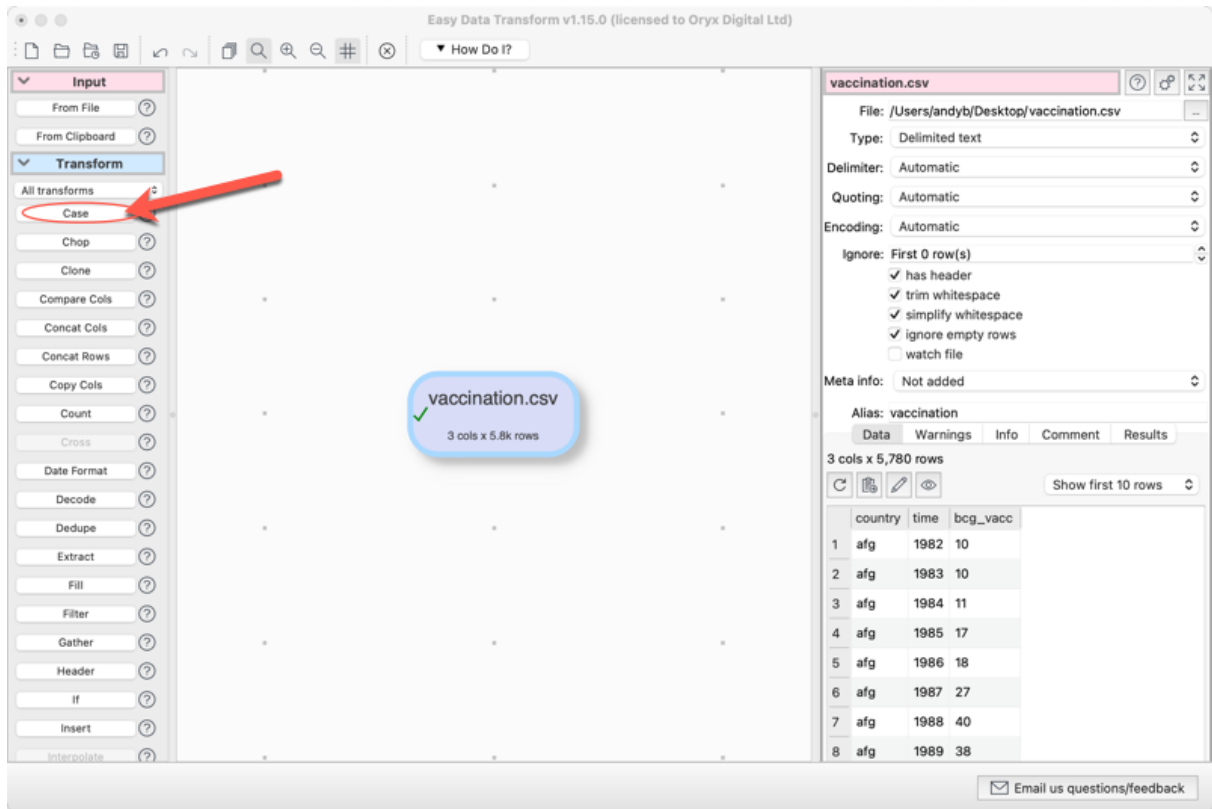 Easy Data Transform v1.15.0 (licensed to Oryx Digital Ltd)
How Do I?
Input
From File
From Clipboard
Transform
All transforms
Case
Chop
Clone
Compare Cols
Concat Cols
Concat Rows
Copy Cols
Count
Cross
Date Format
Decode
Dedupe
Extract
Fill
Filter
Gather
Header
If
Insert
Interpolate
vaccination.csv
3 cols x 5.8k rows
vaccination.csv
File: /Users/andyb/Desktop/vaccination.csv ...
Type: Delimited text
Delimiter: Automatic
Quoting: Automatic
Encoding: Automatic
Ignore: First 0 row(s)
has header
trim whitespace
simplify whitespace
ignore empty rows
watch file
Meta info: Not added
Alias: vaccination
Data Warnings Info Comment Results
3 cols x 5,780 rows
Show first 10 rows
country time bcg_vacc
1 afg 1982 10
2 afg 1983 10
3 afg 1984 11
4 afg 1985 17
5 afg 1986 18
6 afg 1987 27
7 afg 1988 40
8 afg 1989 38
Email us questions/feedback